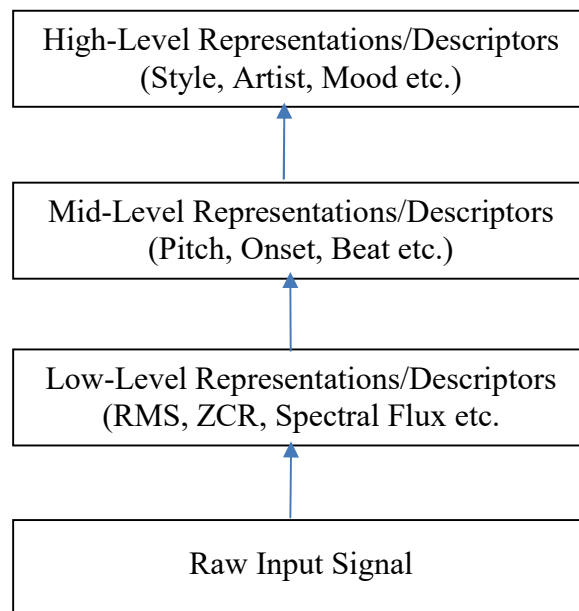 High-Level Representations/Descriptors
(Style, Artist, Mood etc.)
Mid-Level Representations/Descriptors
(Pitch, Onset, Beat etc.)
Low-Level Representations/Descriptors
(RMS, ZCR, Spectral Flux etc.
Raw Input Signal